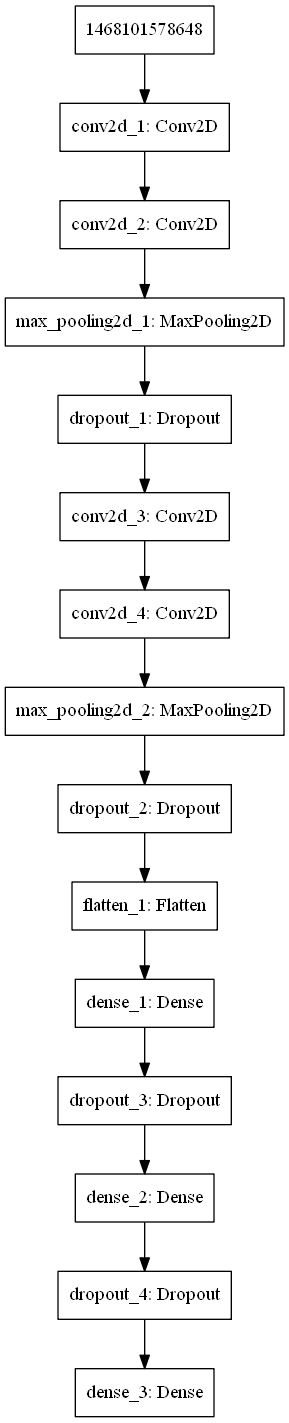 1468101578648
conv2d_1: Conv2D
conv2d_2: Conv2D
max_pooling2d_1: MaxPooling2D
dropout_1: Dropout
conv2d_3: Conv2D
conv2d_4: Conv2D
max_pooling2d_2: MaxPooling2D
dropout_2: Dropout
flatten_1: Flatten
dense_1: Dense
dropout_3: Dropout
dense_2: Dense
dropout_4: Dropout
dense_3: Dense